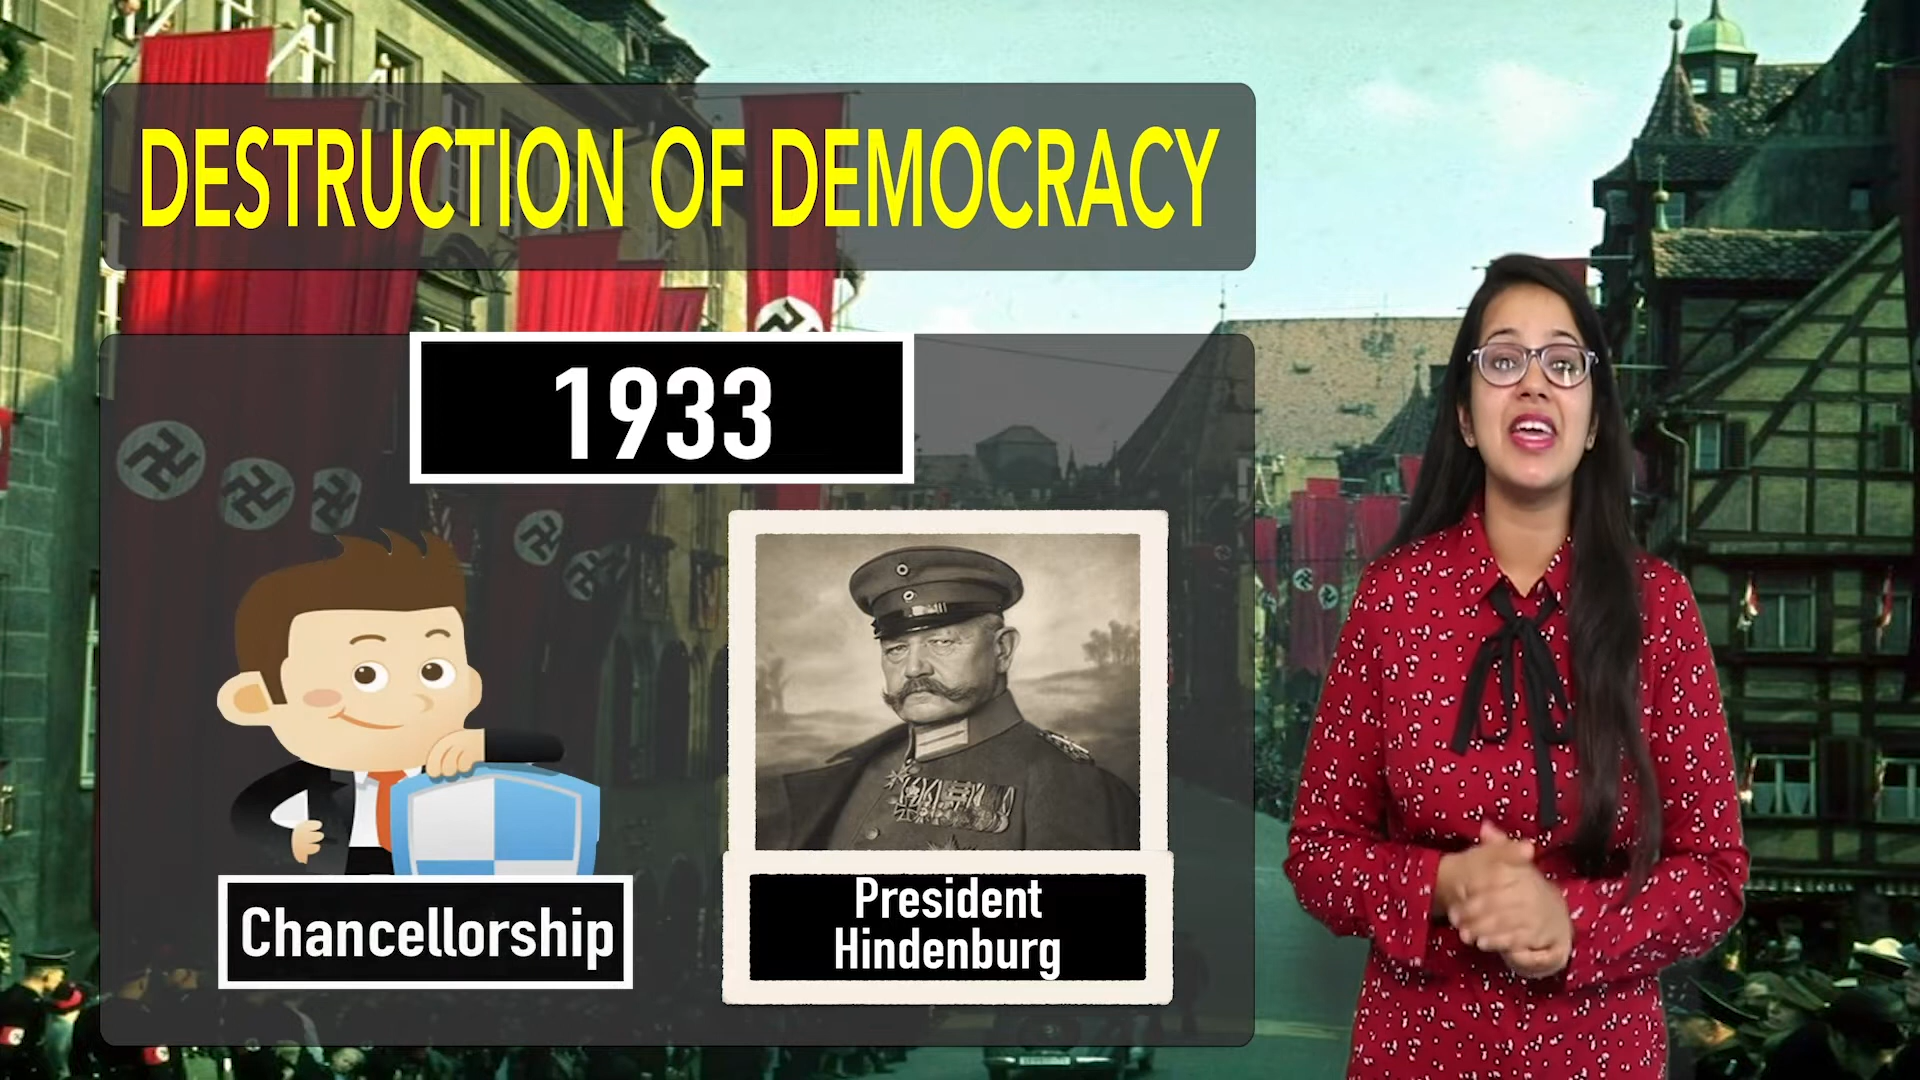 DESTRUCTION OF DEMOCRACY
1933
Chancellorship
President
Hindenburg